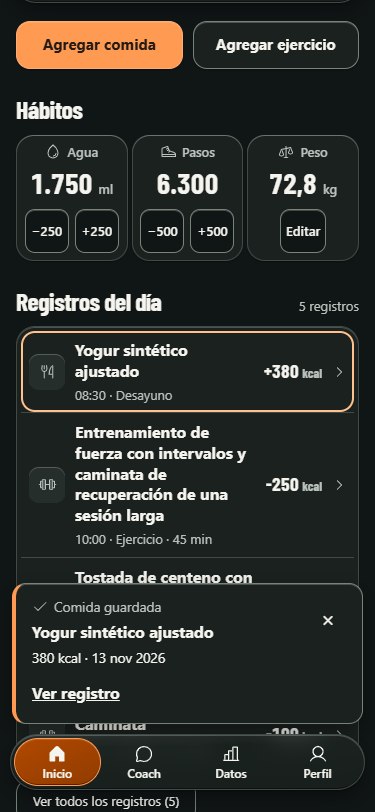 Agregar comida
Agregar ejercicio
Hábitos
Agua
Pasos
Peso
1.750 ml
6.300
72,8 kg
−250
+250
−500
+500
Editar
Registros del día
5 registros
Yogur sintético
ajustado
+380 kcal
08:30 · Desayuno
Entrenamiento de
fuerza con intervalos y
caminata de
recuperación de una
sesión larga
-250 kcal
10:00 · Ejercicio · 45 min
Tostada de centeno con
Comida guardada
Yogur sintético ajustado
380 kcal · 13 nov 2026
Ver registro
Caminata
Inicio
Coach
Datos
Perfil
Ver todos los registros (5)